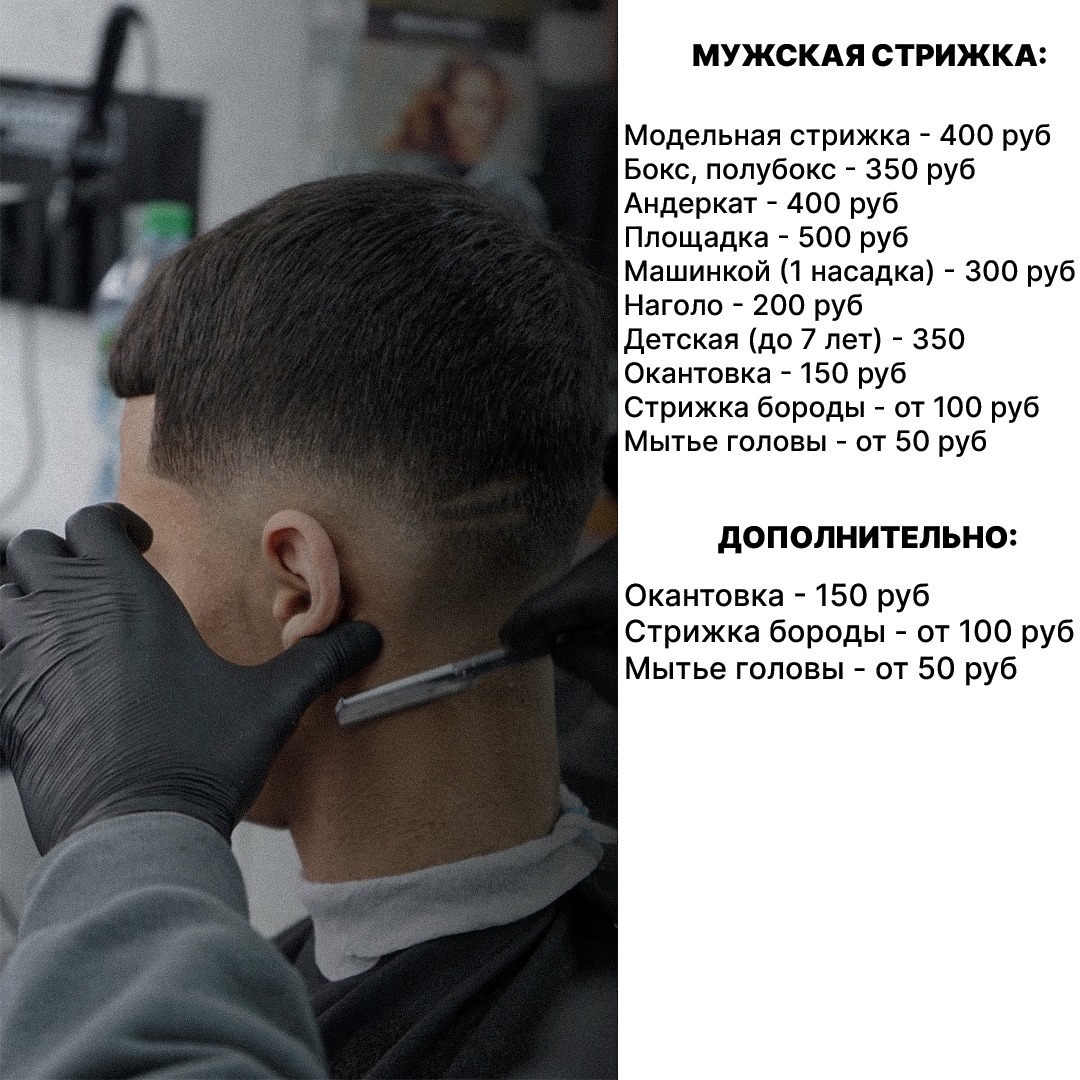 МУЖСКАЯ СТРИЖКА:
Модельная стрижка - 400 руб
Бокс, полубокс - 350 руб
Андеркат - 400 руб
Площадка - 500 руб
Машинкой (1 насадка) - 300 руб
Наголо - 200 руб
Детская (до 7 лет) - 350
Окантовка - 150 руб
Стрижка бороды - от 100 руб
Мытье головы - от 50 руб
ДОПОЛНИТЕЛЬНО:
Окантовка - 150 руб
Стрижка бороды - от 100 руб
Мытье головы - от 50 руб